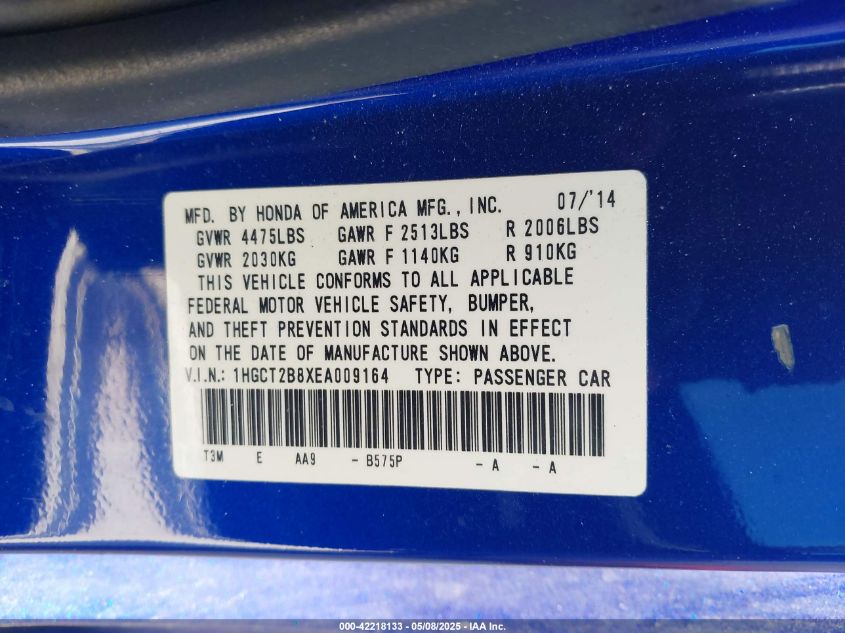 MFD. BY HONDA OF AMERICA MFG., INC. 07/'14
GVWR 4475LBS GAWR F 2513LBS R 2006LBS
GVWR 2030KG GAWR F 1140KG R 910KG
THIS VEHICLE CONFORMS TO ALL APPLICABLE
FEDERAL MOTOR VEHICLE SAFETY, BUMPER,
AND THEFT PREVENTION STANDARDS IN EFFECT
ON THE DATE OF MANUFACTURE SHOWN ABOVE.
V.I.N.: 1HGCT2B8XEA009164 TYPE: PASSENGER CAR
T3M E AA9 - B575P - A - A
000-42218133 — 05/08/2025 - IAA Inc.